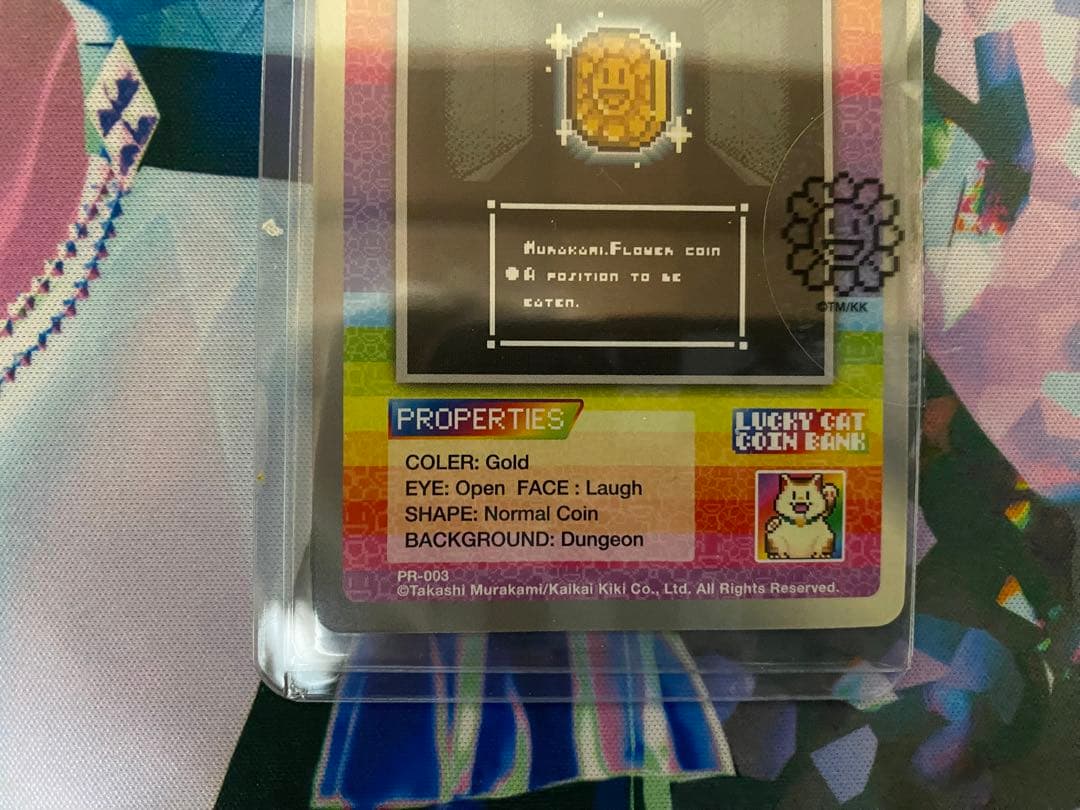 Murakami.Flower coin
A position to be
eaten.
©TM/KK
PROPERTIES
LUCKY CAT
COIN BANK
COLER: Gold
EYE: Open FACE : Laugh
SHAPE: Normal Coin
BACKGROUND: Dungeon
PR-003
©Takashi Murakami/Kaikai Kiki Co., Ltd. All Rights Reserved.